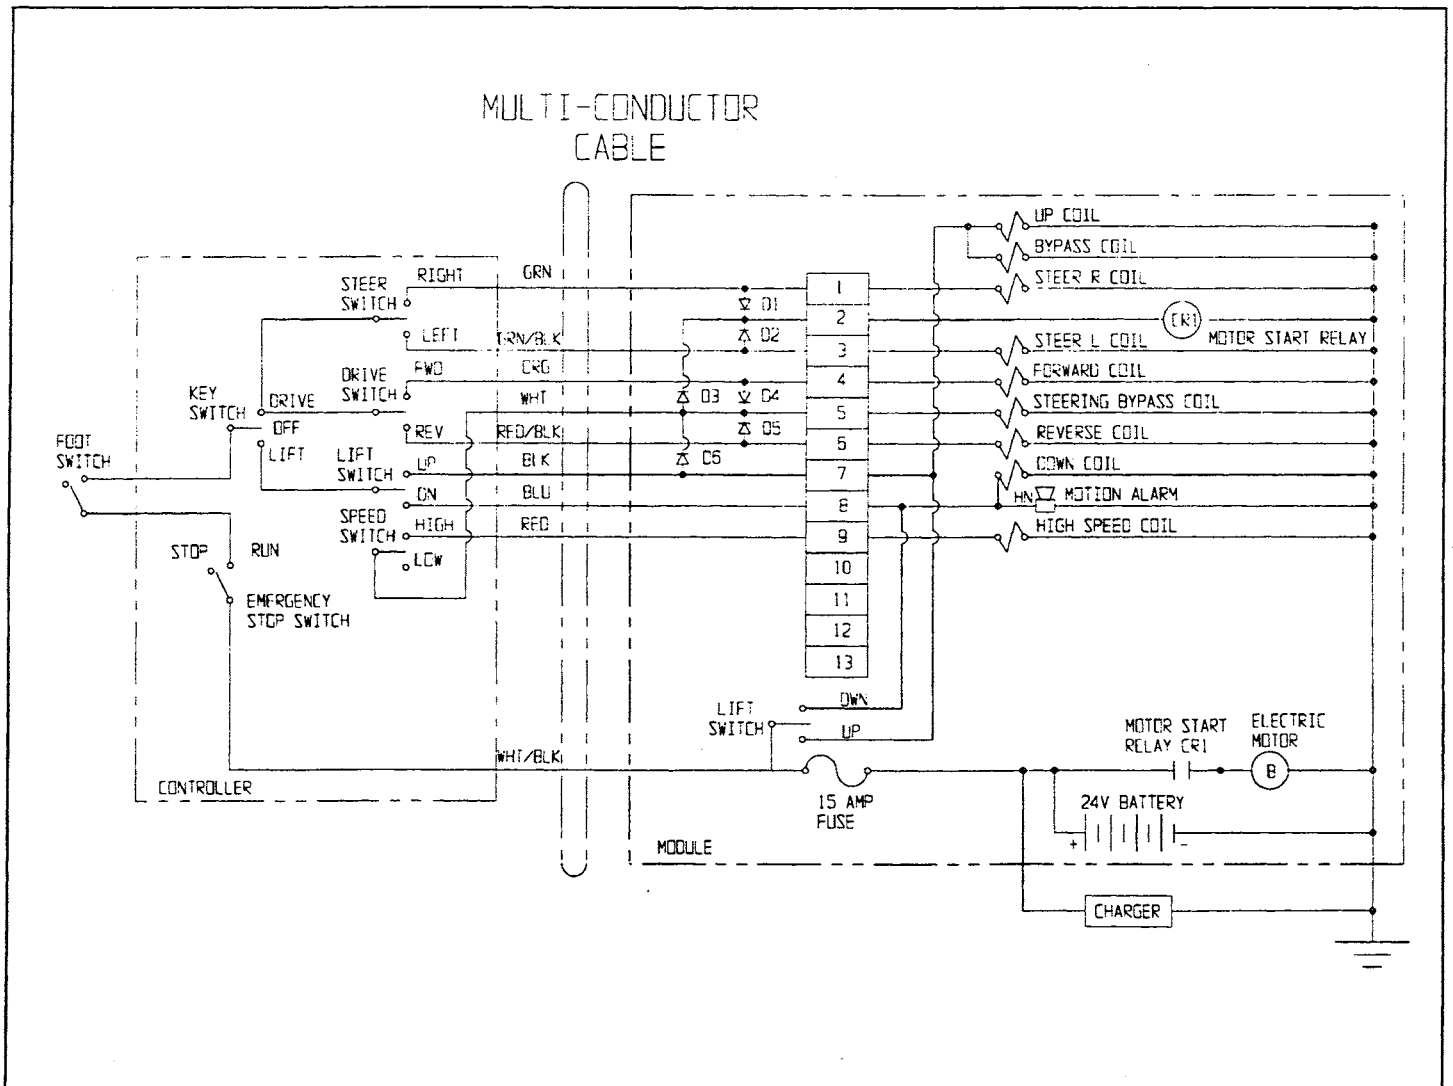 MULTI-CONDUCTOR
CABLE
STEER
SWITCH
RIGHT
GRN
LEFT
DRIVE
SWITCH
FWD
ORG
KEY
SWITCH
DRIVE
OFF
LIFT
WHT
REV
RED/BLK
FOOT
SWITCH
LIFT
SWITCH
UP
BLK
DN
BLU
SPEED
SWITCH
HIGH
RED
LOW
STOP
RUN
EMERGENCY
STOP SWITCH
CONTROLLER
WHT/BLK
D1
D2
D3
D4
D5
D6
1
2
3
4
5
6
7
8
9
10
11
12
13
UP COIL
BYPASS COIL
STEER R COIL
CR1
MOTOR START RELAY
STEER L COIL
FORWARD COIL
STEERING BYPASS COIL
REVERSE COIL
DOWN COIL
HN
MOTION ALARM
HIGH SPEED COIL
LIFT
SWITCH
DWN
UP
15 AMP
FUSE
MOTOR START
RELAY CR1
ELECTRIC
MOTOR
B
24V BATTERY
+
-
MODULE
CHARGER